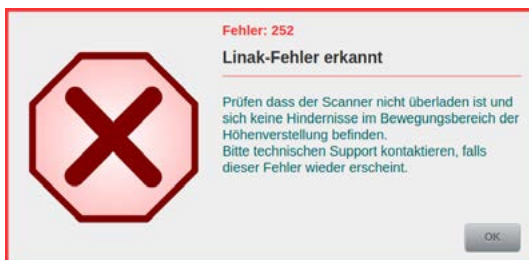 Fehler: 252
Linak-Fehler erkannt
Prüfen dass der Scanner nicht überladen ist und
sich keine Hindernisse im Bewegungsbereich der
Höhenverstellung befinden.
Bitte technischen Support kontaktieren, falls
dieser Fehler wieder erscheint.
OK